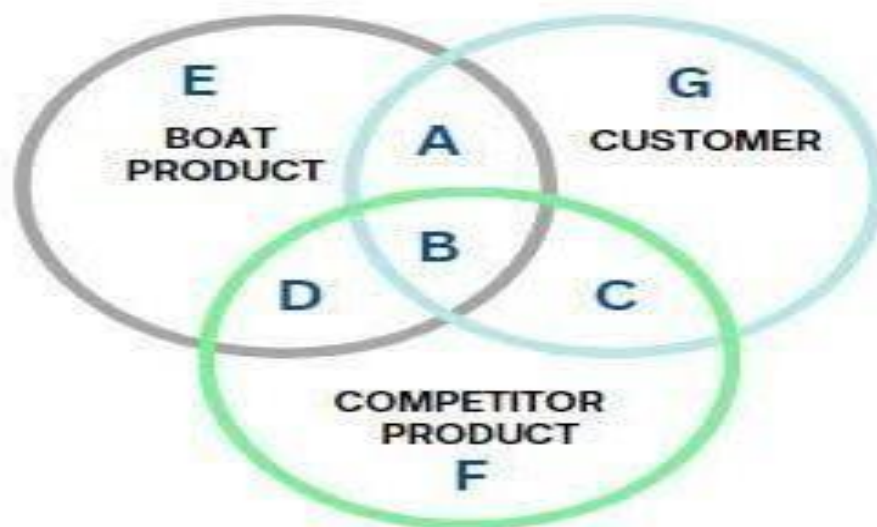 E
G
BOAT
PRODUCT
A
CUSTOMER
B
D
C
COMPETITOR
PRODUCT
F